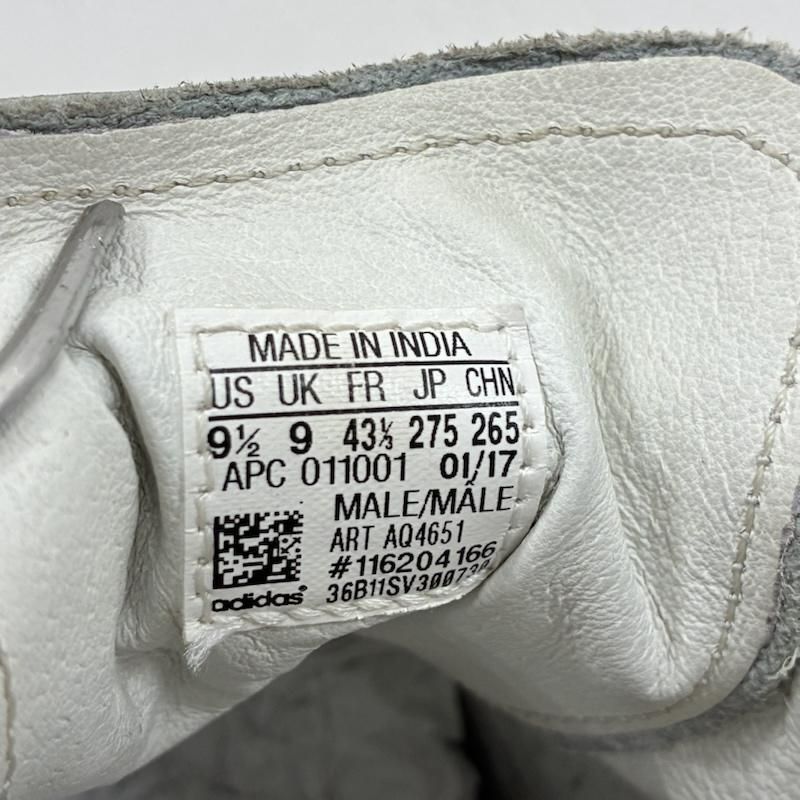 MADE IN INDIA
US UK FR JP CHN
9½ 9 43⅓ 275 265
APC 011001 01/17
MALE/MÂLE
ART AQ4651
#116204166
adidas®